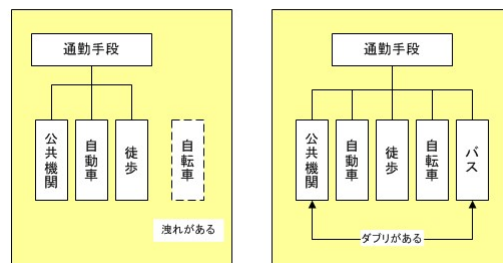 通勤手段
公共機関
自動車
徒歩
自転車
洩れがある
通勤手段
公共機関
自動車
徒歩
自転車
バス
ダブリがある